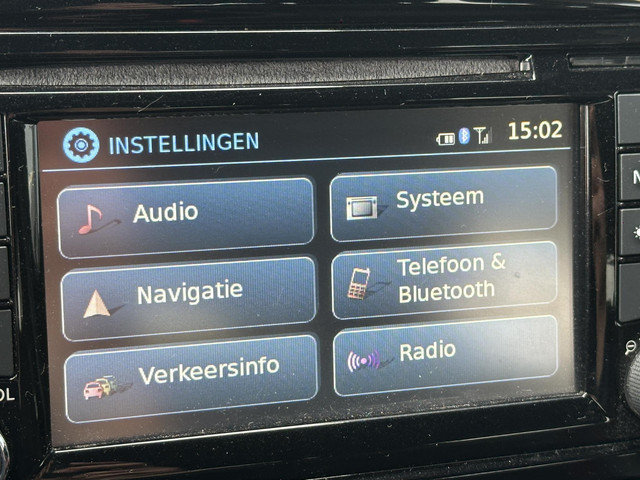 INSTELLINGEN
15:02
Audio
Systeem
Navigatie
Telefoon &
Bluetooth
Verkeersinfo
Radio